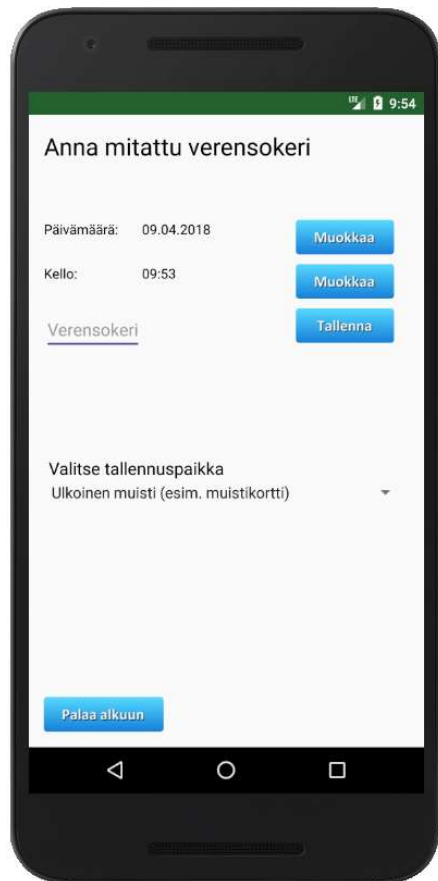 LTE 9:54
Anna mitattu verensokeri
Päivämäärä: 09.04.2018 Muokkaa
Kello: 09:53 Muokkaa
Verensokeri Tallenna
Valitse tallennuspaikka
Ulkoinen muisti (esim. muistikortti)
Palaa alkuun